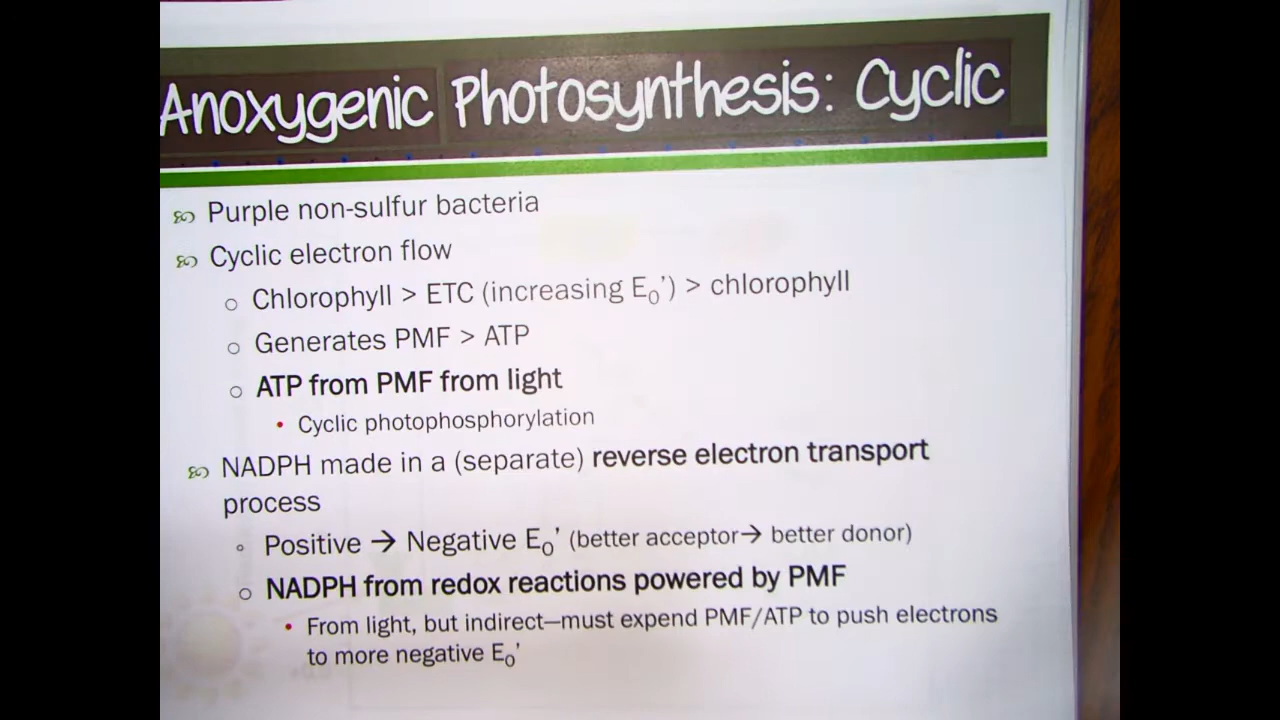 Anoxygenic Photosynthesis: Cyclic
Purple non-sulfur bacteria
Cyclic electron flow
Chlorophyll > ETC (increasing E₀’) > chlorophyll
Generates PMF > ATP
ATP from PMF from light
Cyclic photophosphorylation
NADPH made in a (separate) reverse electron transport
process
Positive → Negative E₀’ (better acceptor→ better donor)
NADPH from redox reactions powered by PMF
From light, but indirect—must expend PMF/ATP to push electrons
to more negative E₀’